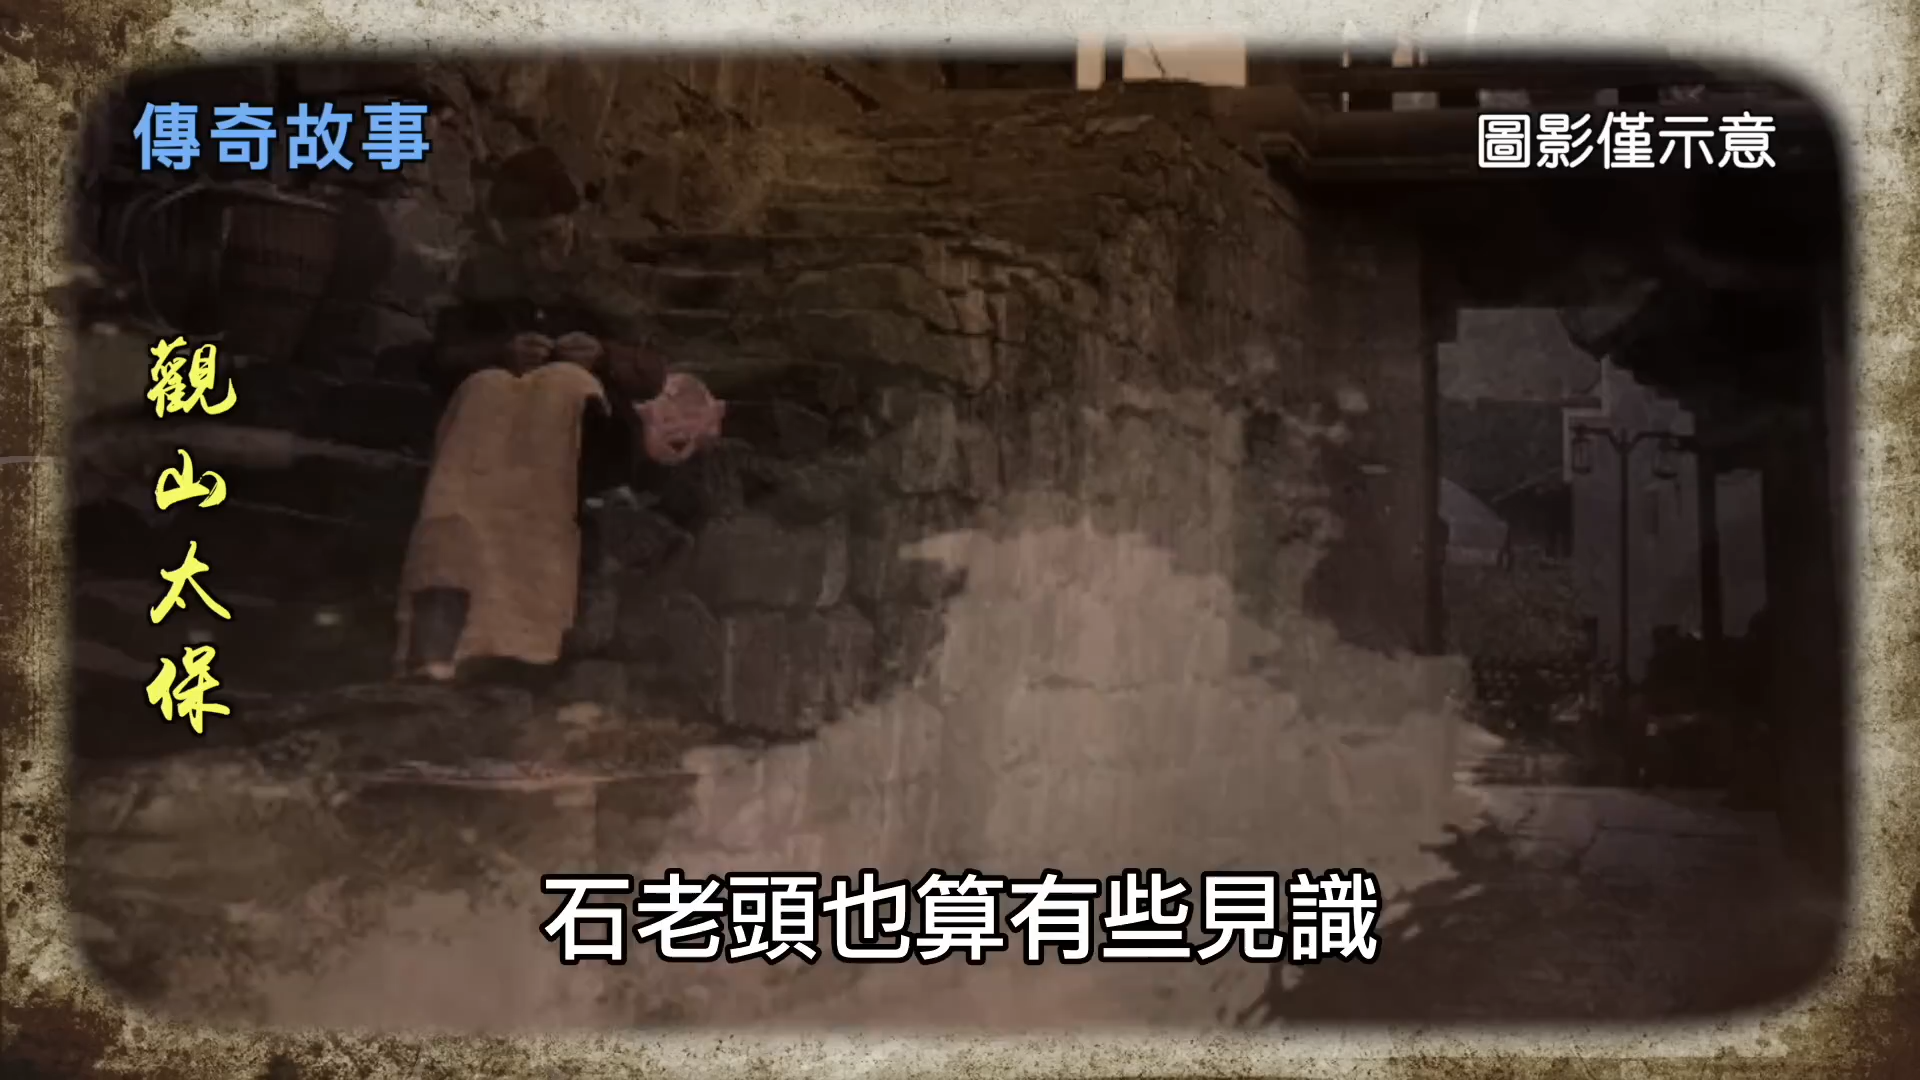 傳奇故事
圖影僅示意
觀山太保
石老頭也算有些見識